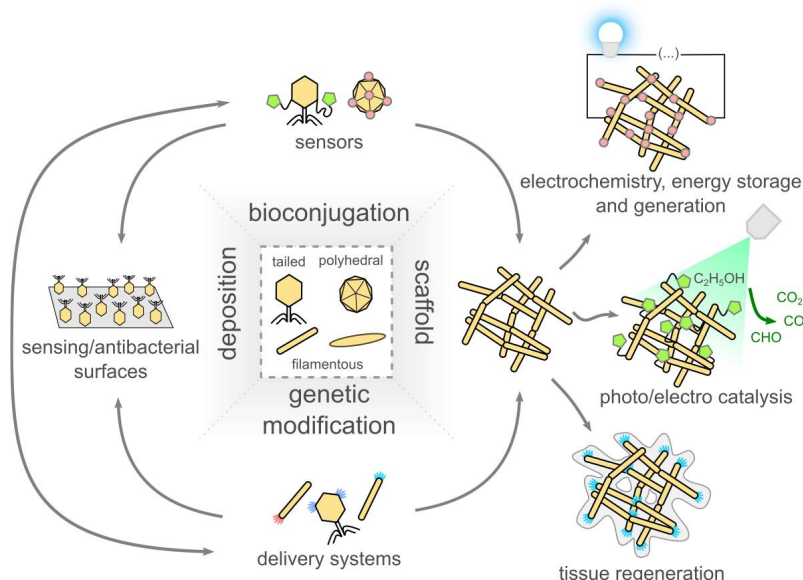 (...)
sensors
electrochemistry, energy storage
and generation
bioconjugation
deposition
scaffold
tailed
polyhedral
filamentous
genetic
modification
sensing/antibacterial
surfaces
C₂H₅OH
CO₂
CO
CHO
photo/electro catalysis
delivery systems
tissue regeneration